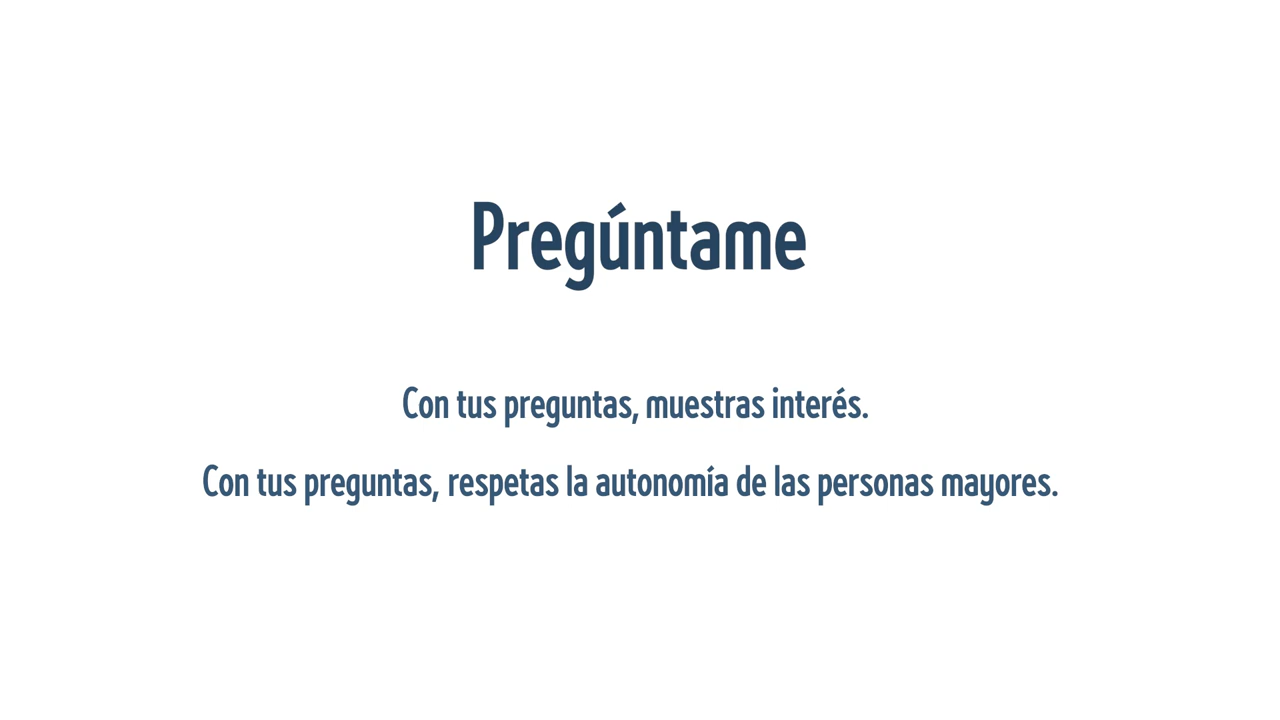 Pregúntame
Con tus preguntas, muestras interés.
Con tus preguntas, respetas la autonomía de las personas mayores.